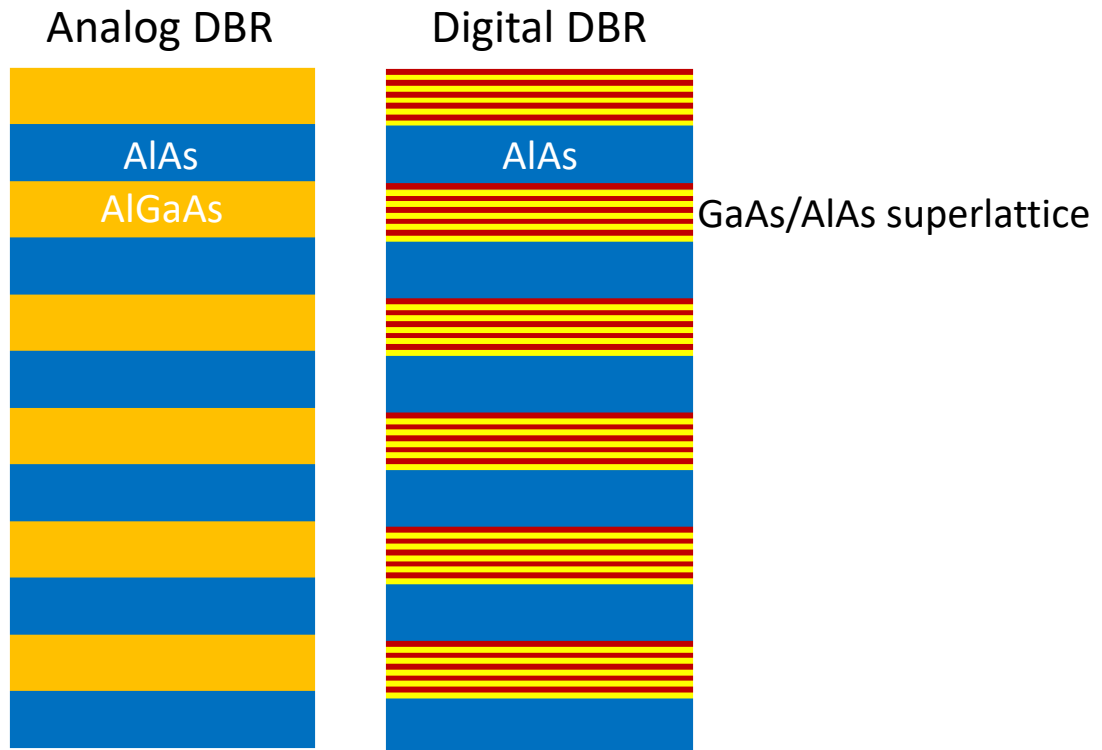 Analog DBR
Digital DBR
AlAs
AlAs
AlGaAs
GaAs/AlAs superlattice